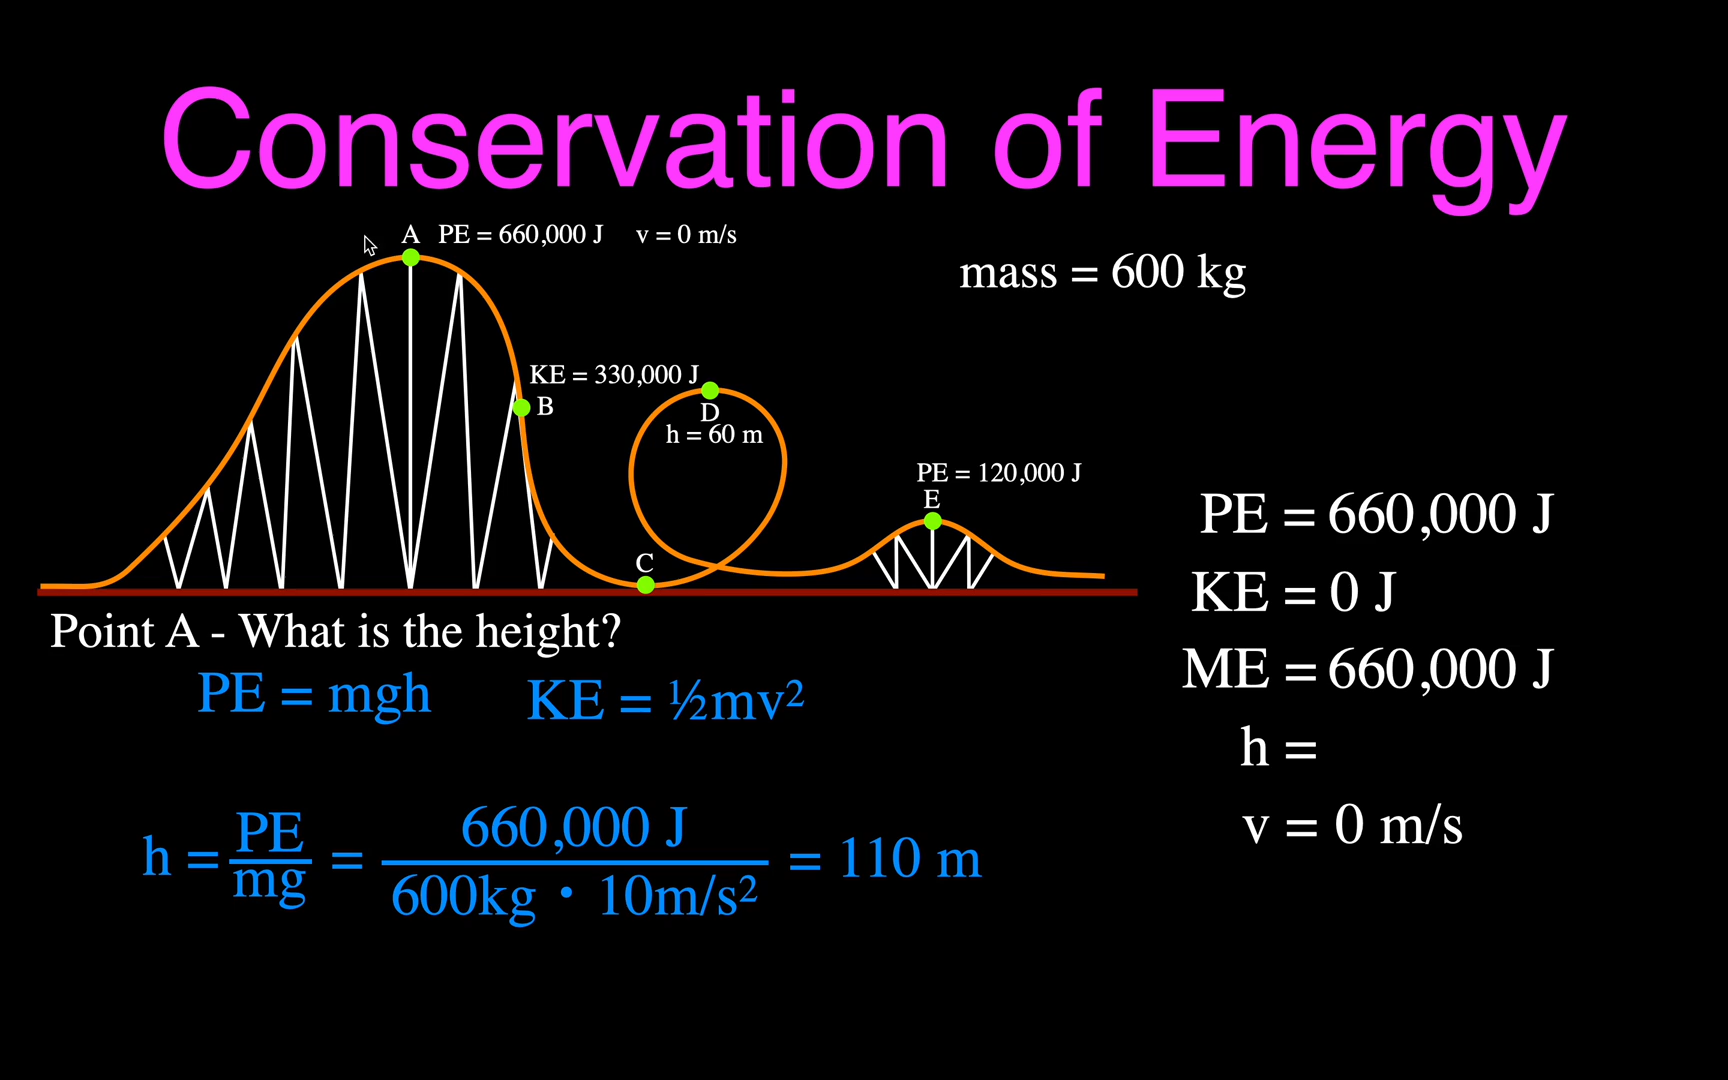 Conservation of Energy
A PE = 660,000 J v = 0 m/s
mass = 600 kg
KE = 330,000 J
B
D
h = 60 m
PE = 120,000 J
E
C
PE = 660,000 J
KE = 0 J
ME = 660,000 J
h =
v = 0 m/s
Point A - What is the height?
PE = mgh KE = ½mv²
h = PE/mg = 660,000 J/600kg · 10m/s² = 110 m